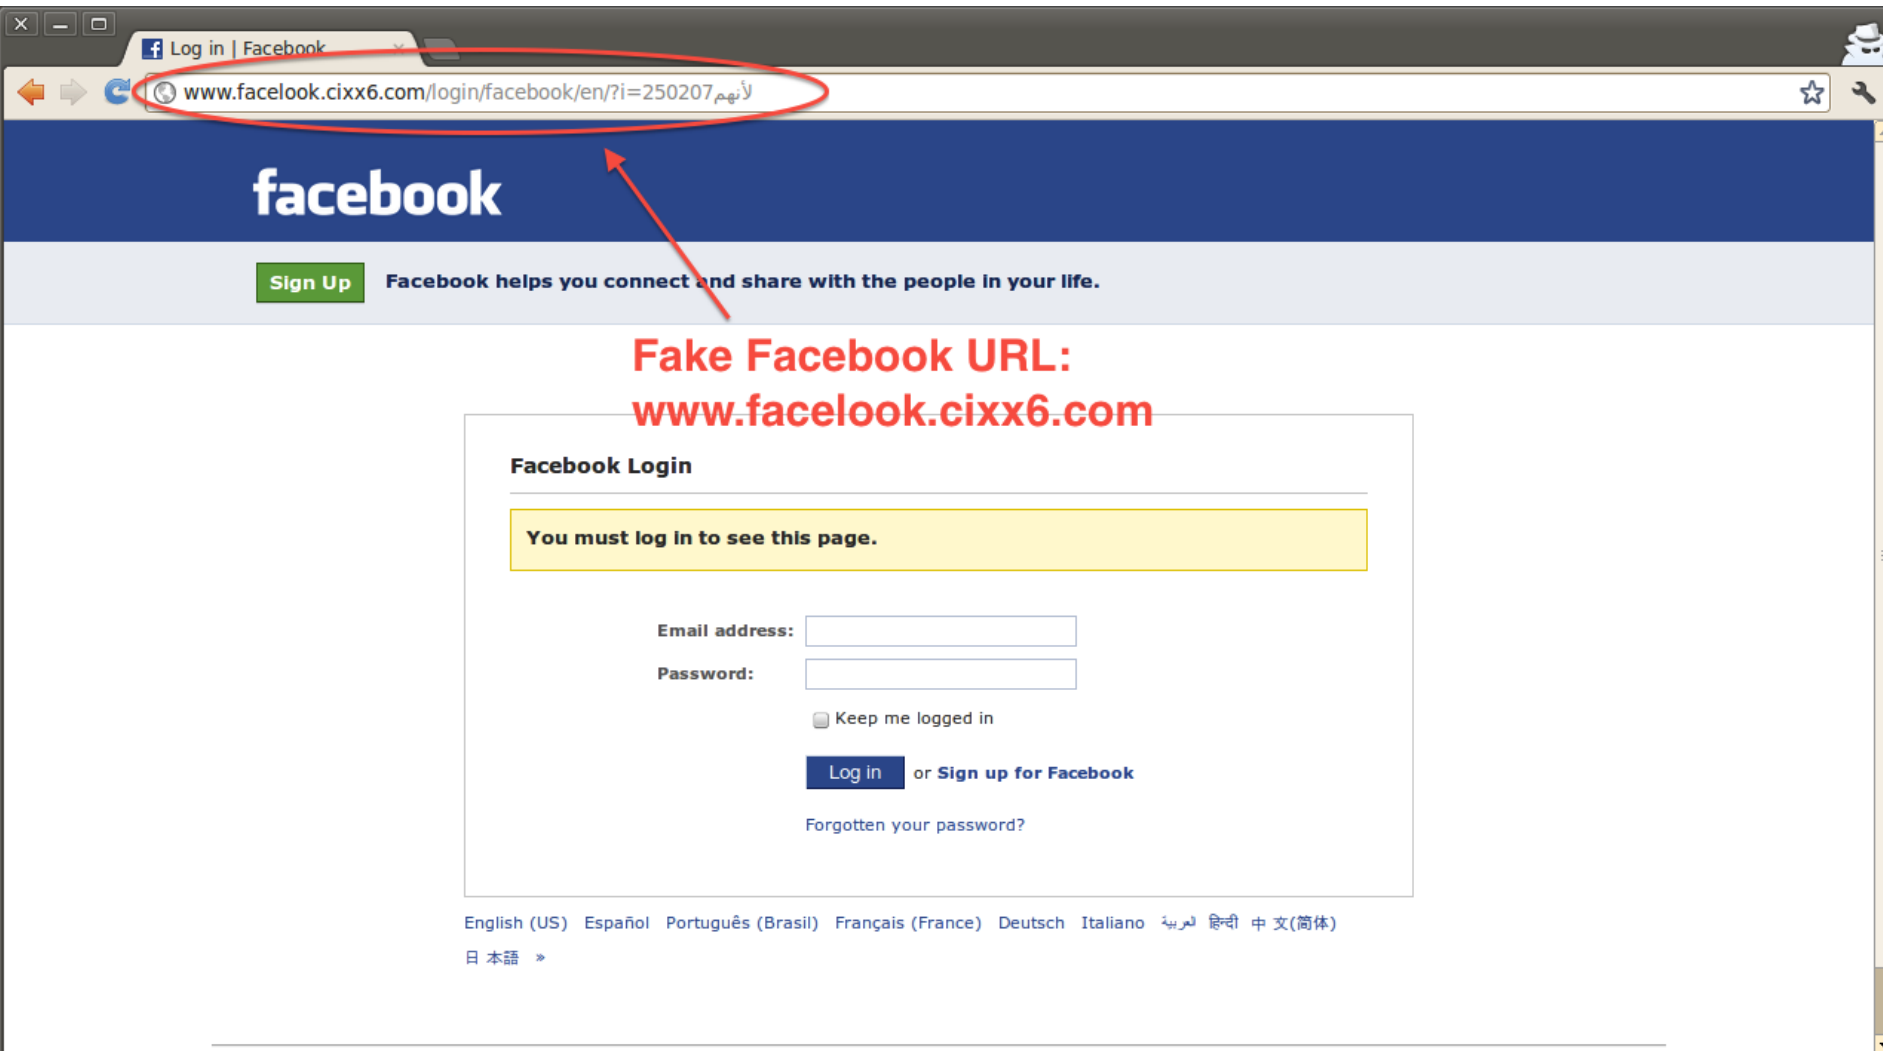 Log in | Facebook
www.facelook.cixx6.com/login/facebook/en/?i=250207لأنهم
facebook
Sign Up Facebook helps you connect and share with the people in your life.
Fake Facebook URL:
www.facelook.cixx6.com
Facebook Login
You must log in to see this page.
Email address:
Password:
Keep me logged in
Log in or Sign up for Facebook
Forgotten your password?
English (US) Español Português (Brasil) Français (France) Deutsch Italiano العربية हिन्दी 中文(简体)
日本語 »